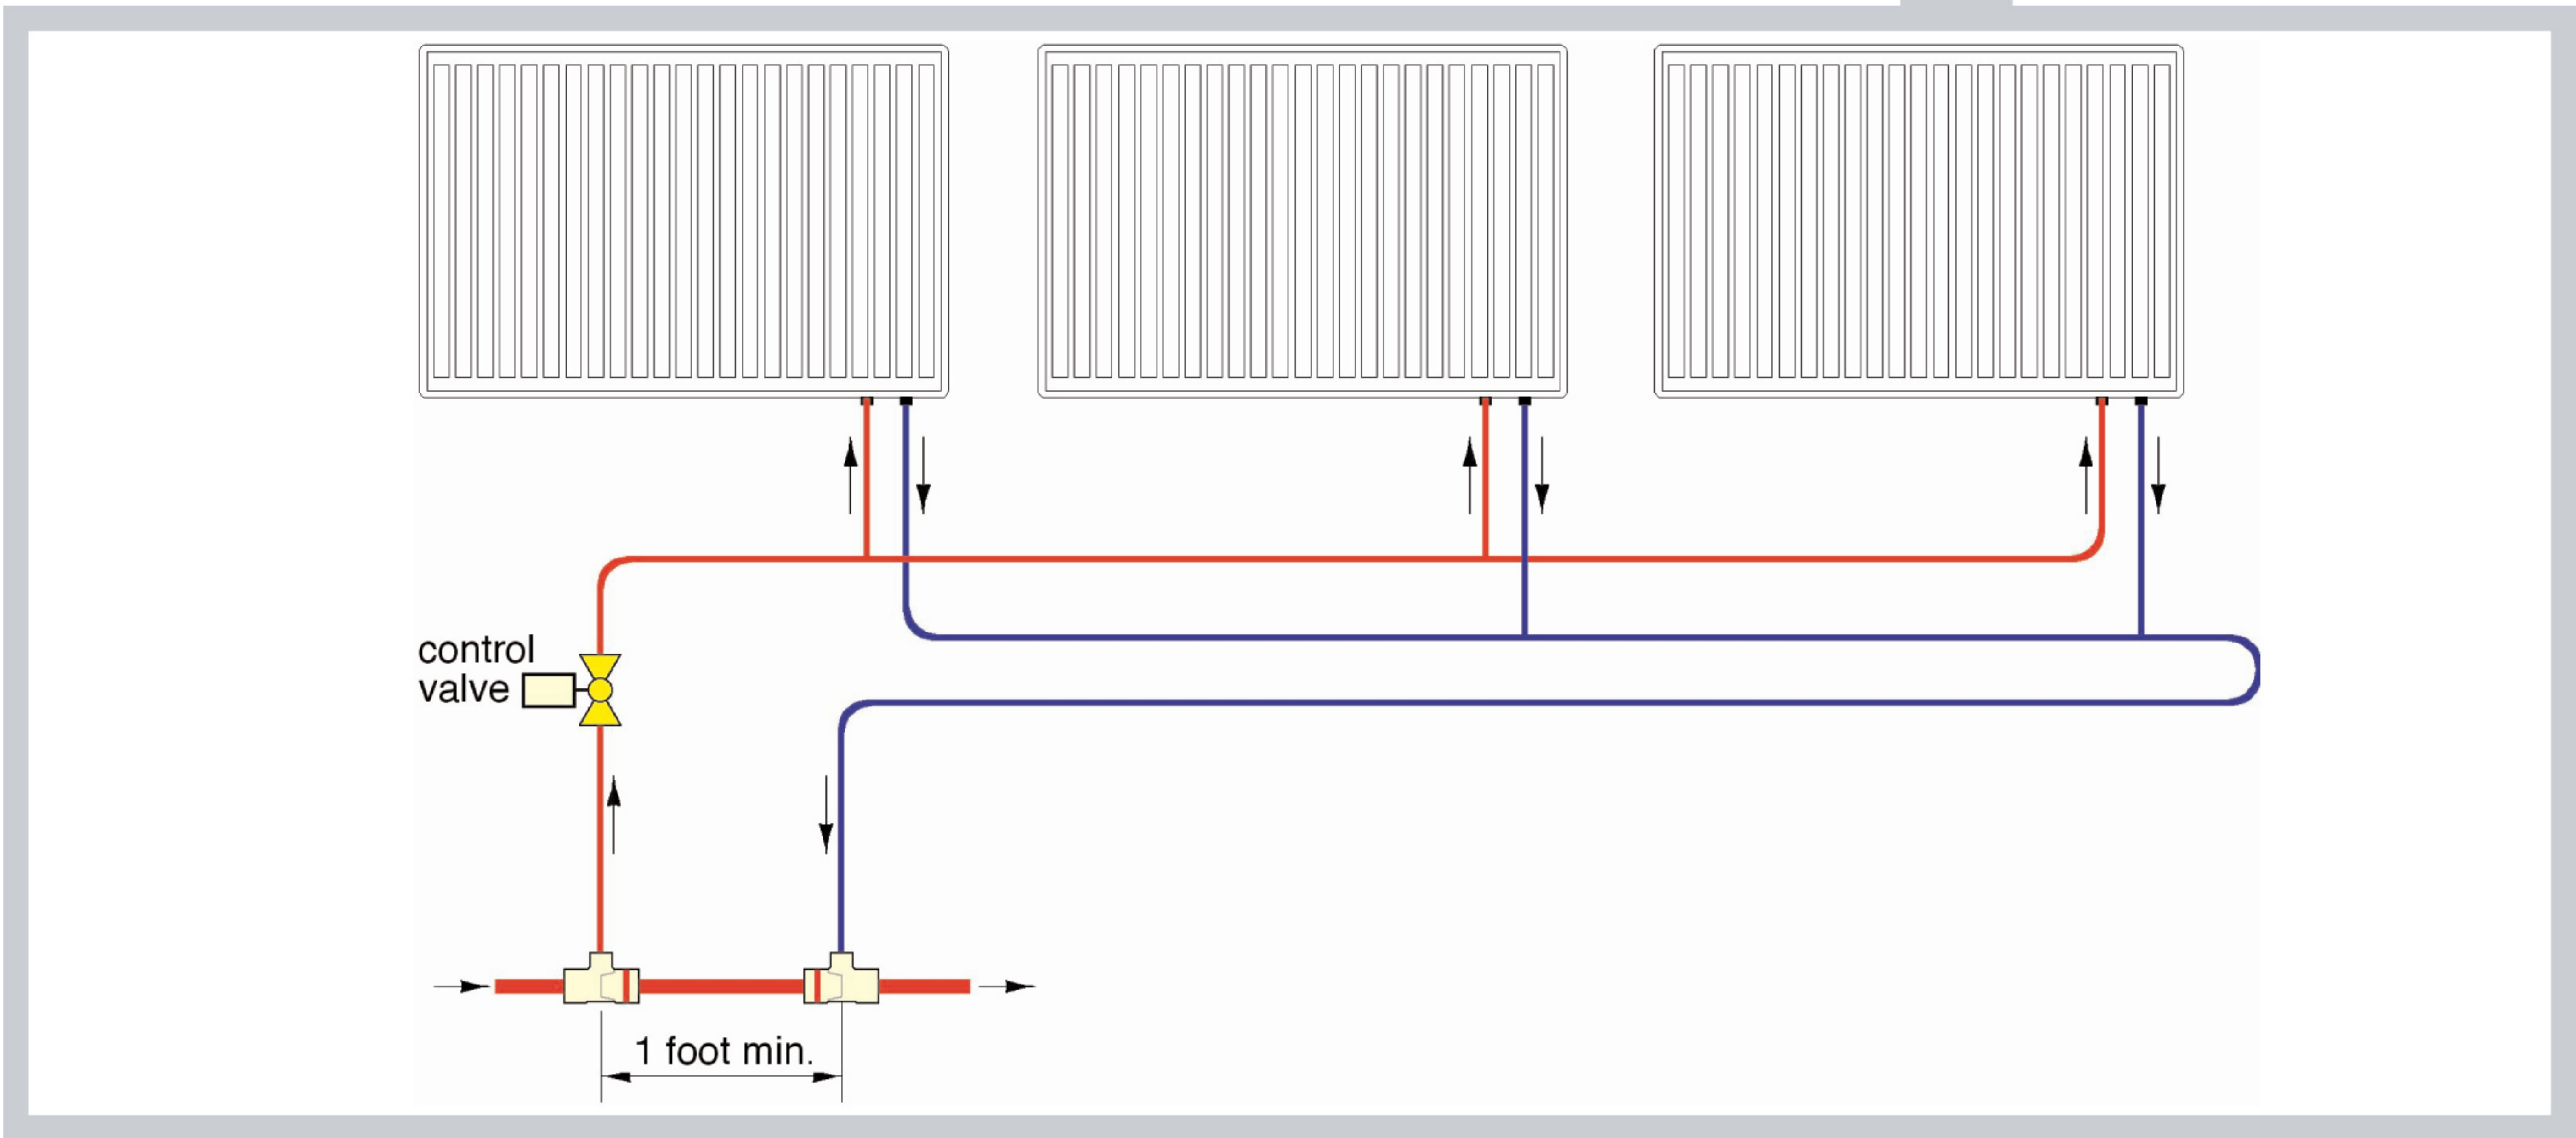 control
valve
1 foot min.